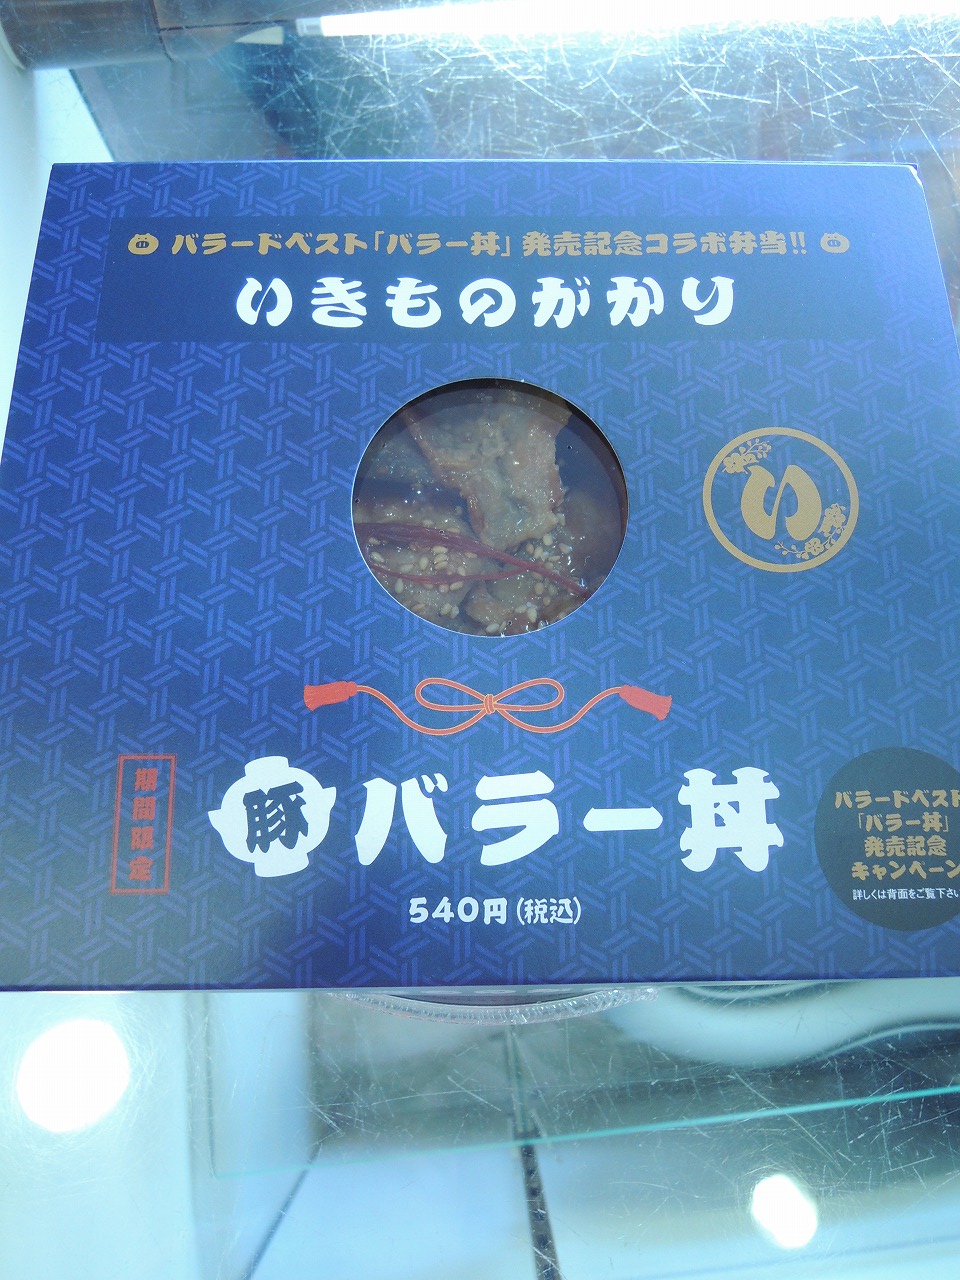 バラードベスト「バラー丼」発売記念コラボ弁当!!
いきものがかり
い
期間限定
豚バラー丼
540円(税込)
バラードベスト
「バラー丼」
発売記念
キャンペーン
詳しくは背面をご覧下さい